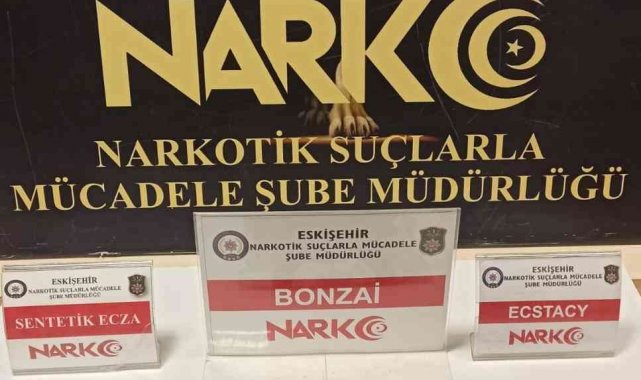 NARKO
NARKOTİK SUÇLARLA
MÜCADELE ŞUBE MÜDÜRLÜĞÜ
ESKİŞEHİR
NARKOTİK SUÇLARLA MÜCADELE
ŞUBE MÜDÜRLÜĞÜ
SENTETİK ECZA
NARKO
ESKİŞEHİR
NARKOTİK SUÇLARLA MÜCADELE
ŞUBE MÜDÜRLÜĞÜ
BONZAİ
NARKO
ESKİŞEHİR
NARKOTİK SUÇLARLA MÜCADELE
ŞUBE MÜDÜRLÜĞÜ
ECSTACY
NARKO